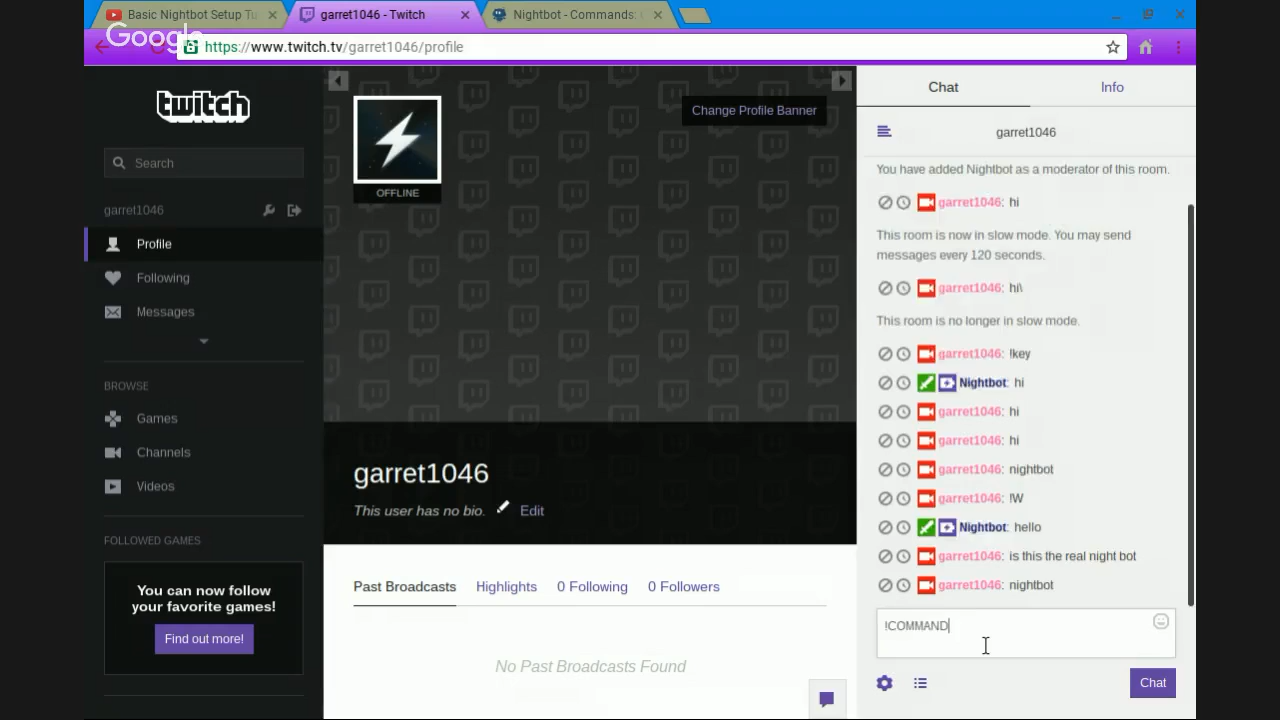 Basic Nightbot Setup Tu
garret1046 - Twitch
Nightbot - Commands:
Google
https://www.twitch.tv/garret1046/profile
twitch
Search
garret1046
Profile
Following
Messages
BROWSE
Games
Channels
Videos
FOLLOWED GAMES
You can now follow
your favorite games!
Find out more!
OFFLINE
Change Profile Banner
garret1046
This user has no bio.
Edit
Past Broadcasts
Highlights
0 Following
0 Followers
No Past Broadcasts Found
Chat
Info
garret1046
You have added Nightbot as a moderator of this room.
garret1046: hi
This room is now in slow mode. You may send
messages every 120 seconds.
garret1046: hi\
This room is no longer in slow mode.
garret1046: !key
Nightbot: hi
garret1046: hi
garret1046: hi
garret1046: nightbot
garret1046: !W
Nightbot: hello
garret1046: is this the real night bot
garret1046: nightbot
!COMMAND
Chat